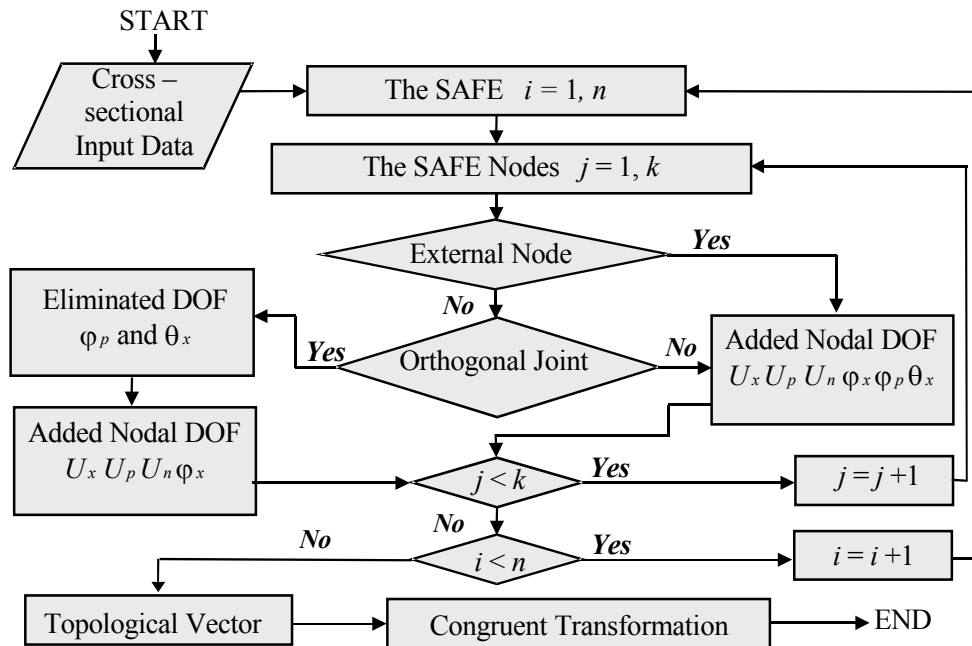 START
Cross –
sectional
Input Data
The SAFE i = 1, n
The SAFE Nodes j = 1, k
External Node
Yes
No
Eliminated DOF
φp and θx
Yes
Orthogonal Joint
No
Added Nodal DOF
Ux Up Un φx φp θx
Added Nodal DOF
Ux Up Un φx
j < k
Yes
j = j +1
No
No
i < n
Yes
i = i +1
Topological Vector
Congruent Transformation
END